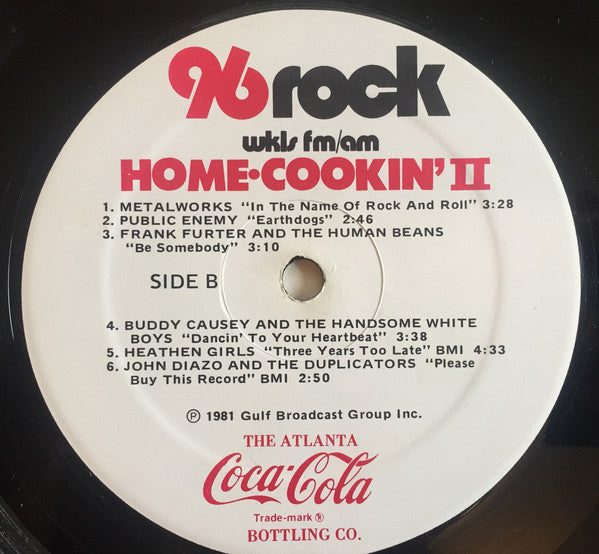 96rock
wkls fm/am
HOME•COOKIN' II
1. METALWORKS "In The Name Of Rock And Roll" 3:28
2. PUBLIC ENEMY "Earthdogs" 2:46
3. FRANK FURTER AND THE HUMAN BEANS
"Be Somebody" 3:10
SIDE B
4. BUDDY CAUSEY AND THE HANDSOME WHITE
BOYS "Dancin' To Your Heartbeat" 3:38
5. HEATHEN GIRLS "Three Years Too Late" BMI 4:33
6. JOHN DIAZO AND THE DUPLICATORS "Please
Buy This Record" BMI 2:50
℗ 1981 Gulf Broadcast Group Inc.
THE ATLANTA
Coca-Cola
Trade-mark ®
BOTTLING CO.